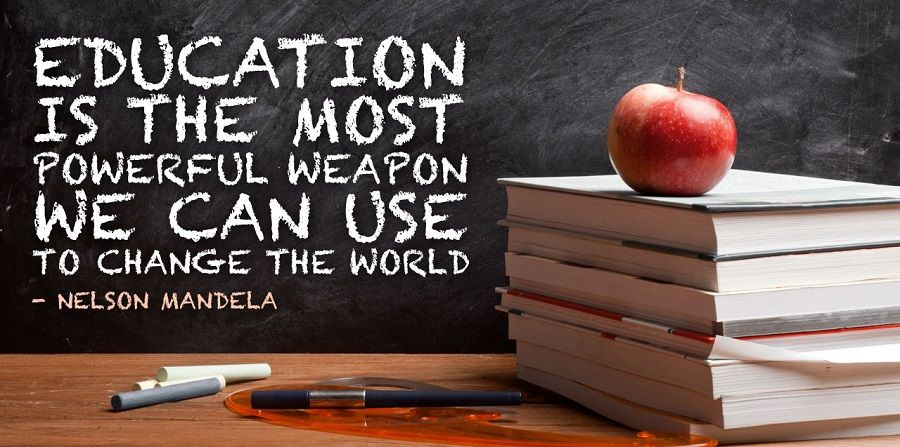 EDUCATION
IS THE MOST
POWERFUL WEAPON
WE CAN USE
TO CHANGE THE WORLD
- NELSON MANDELA